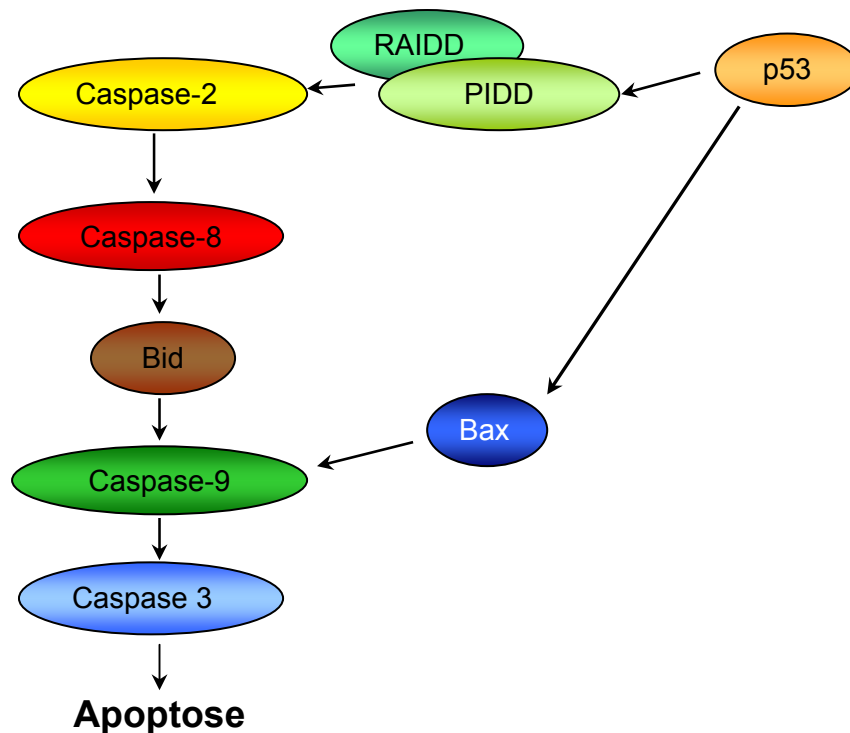 RAIDD
p53
Caspase-2
PIDD
Caspase-8
Bid
Bax
Caspase-9
Caspase 3
Apoptose